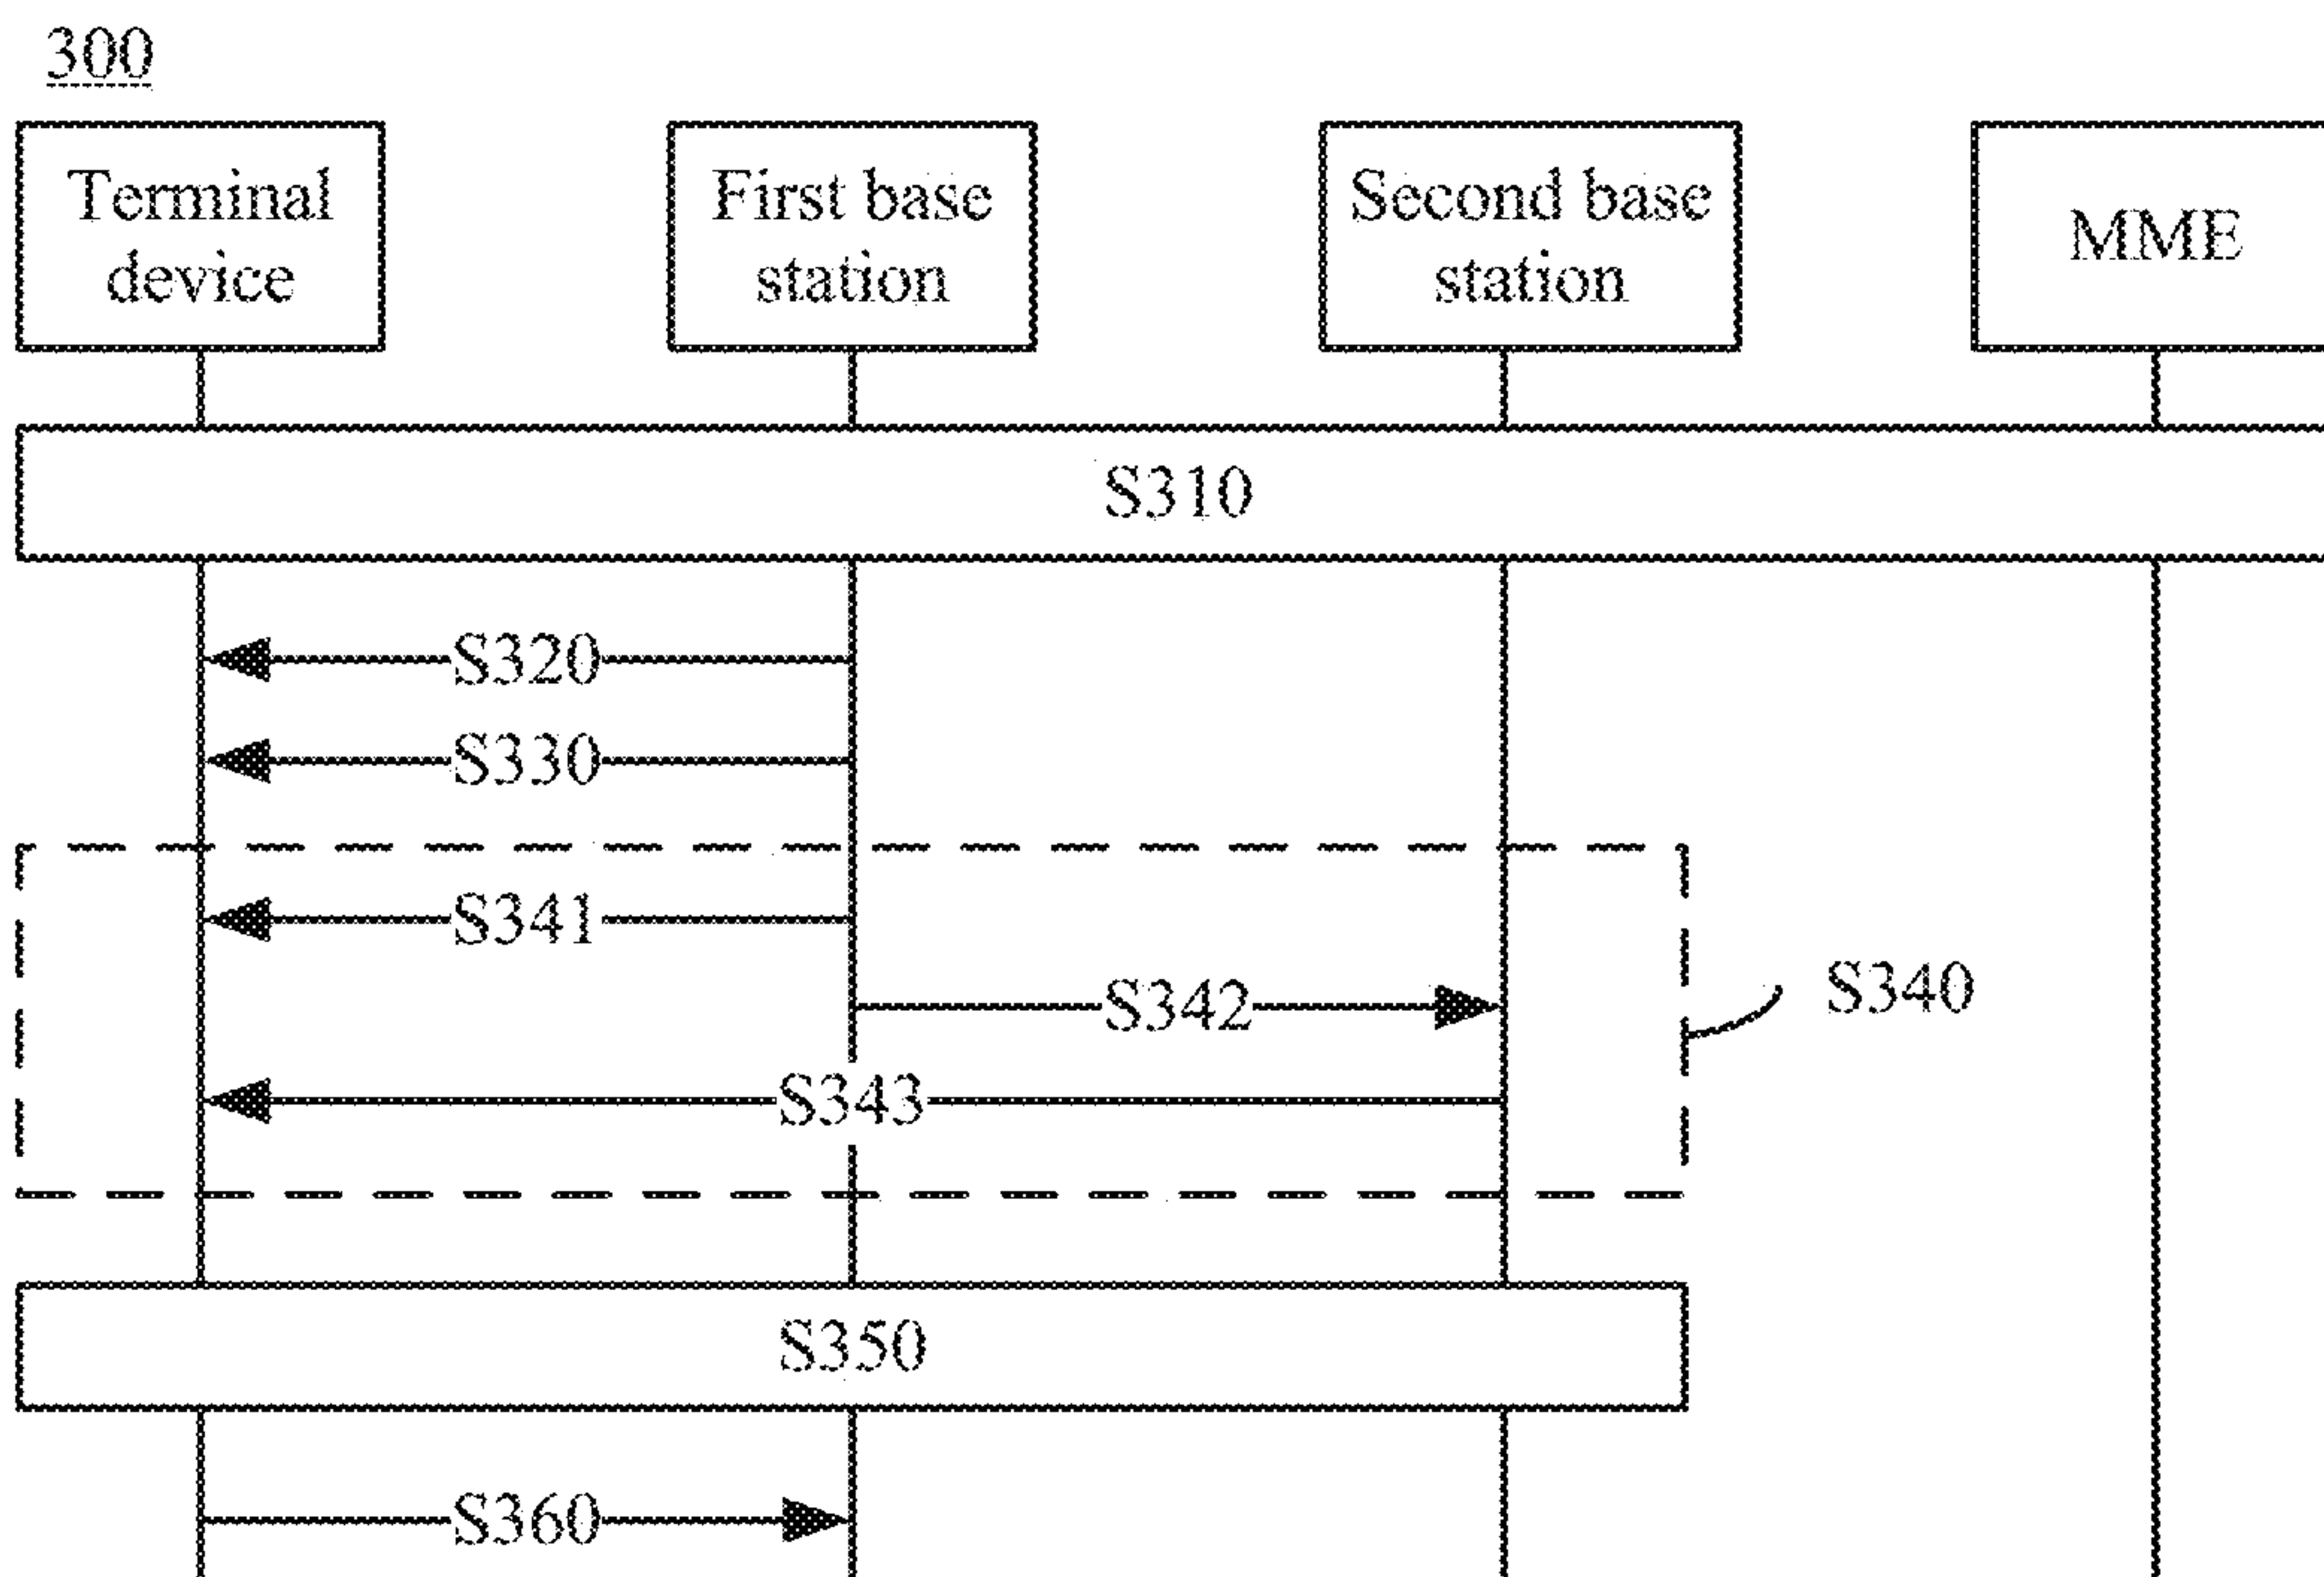 300
Terminal
device
First base
station
Second base
station
MME
S310
S320
S330
S341
S342
S340
S343
S350
S360